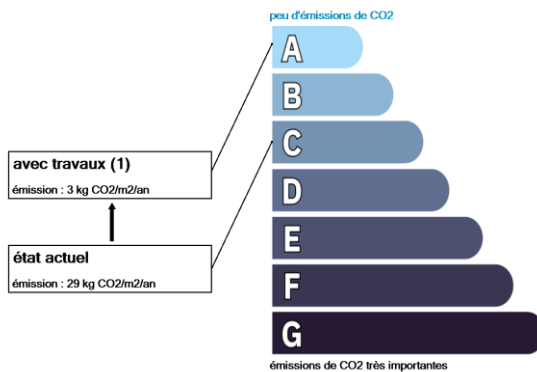 peu d'émissions de CO2
A
B
C
avec travaux (1)
émission : 3 kg CO2/m2/an
D
E
état actuel
émission : 29 kg CO2/m2/an
F
G
émissions de CO2 très importantes